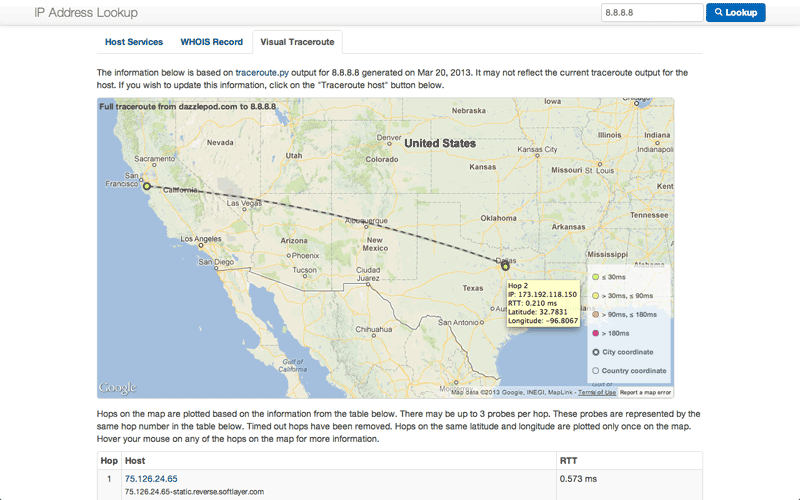 IP Address Lookup
8.8.8.8
Lookup
Host Services
WHOIS Record
Visual Traceroute
The information below is based on traceroute.py output for 8.8.8.8 generated on Mar 20, 2013. It may not reflect the current traceroute output for the
host. If you wish to update this information, click on the "Traceroute host" button below.
Full traceroute from dazzlepod.com to 8.8.8.8
Iowa
Nebraska
Nevada
Utah
Denver
Colorado
United States
Kansas City
Kansas
Illinois
Indiana
Indianapoli
Missouri
St. Louis
Sacramento
San
Francisco
California
Las Vegas
Kent
Tennessee
Los Angeles
Arizona
Phoenix
Albuquerque
New
Mexico
Oklahoma
Arkansas
Mississippi
Alabama
San Diego
Tucson
Ciudad
Juárez
Dallas
Texas
Hop 2
IP: 173.192.118.150
RTT: 0.210 ms
Latitude: 32.7831
Longitude: -96.8067
San Antonio
Chihuahua
Gulf of
California
Monterrey
≤ 30ms
> 30ms, ≤ 90ms
> 90ms, ≤ 180ms
> 180ms
City coordinate
Country coordinate
Google
Map data ©2013 Google, INEGI, MapLink - Terms of Use
Report a map error
Hops on the map are plotted based on the information from the table below. There may be up to 3 probes per hop. These probes are represented by the
same hop number in the table below. Timed out hops have been removed. Hops on the same latitude and longitude are plotted only once on the map.
Hover your mouse on any of the hops on the map for more information.
Hop Host RTT
1 75.126.24.65 0.573 ms
75.126.24.65-static.reverse.softlayer.com